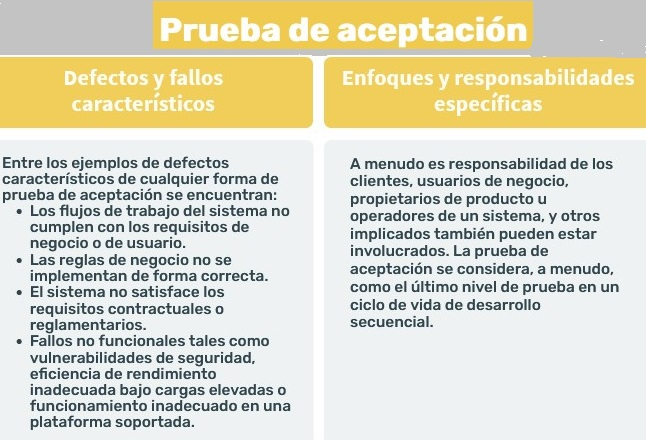 Prueba de aceptación
Defectos y fallos
característicos
Entre los ejemplos de defectos
característicos de cualquier forma de
prueba de aceptación se encuentran:
• Los flujos de trabajo del sistema no
cumplen con los requisitos de
negocio o de usuario.
• Las reglas de negocio no se
implementan de forma correcta.
• El sistema no satisface los
requisitos contractuales o
reglamentarios.
• Fallos no funcionales tales como
vulnerabilidades de seguridad,
eficiencia de rendimiento
inadecuada bajo cargas elevadas o
funcionamiento inadecuado en una
plataforma soportada.
Enfoques y responsabilidades
específicas
A menudo es responsabilidad de los
clientes, usuarios de negocio,
propietarios de producto u
operadores de un sistema, y otros
implicados también pueden estar
involucrados. La prueba de
aceptación se considera, a menudo,
como el último nivel de prueba en un
ciclo de vida de desarrollo
secuencial.